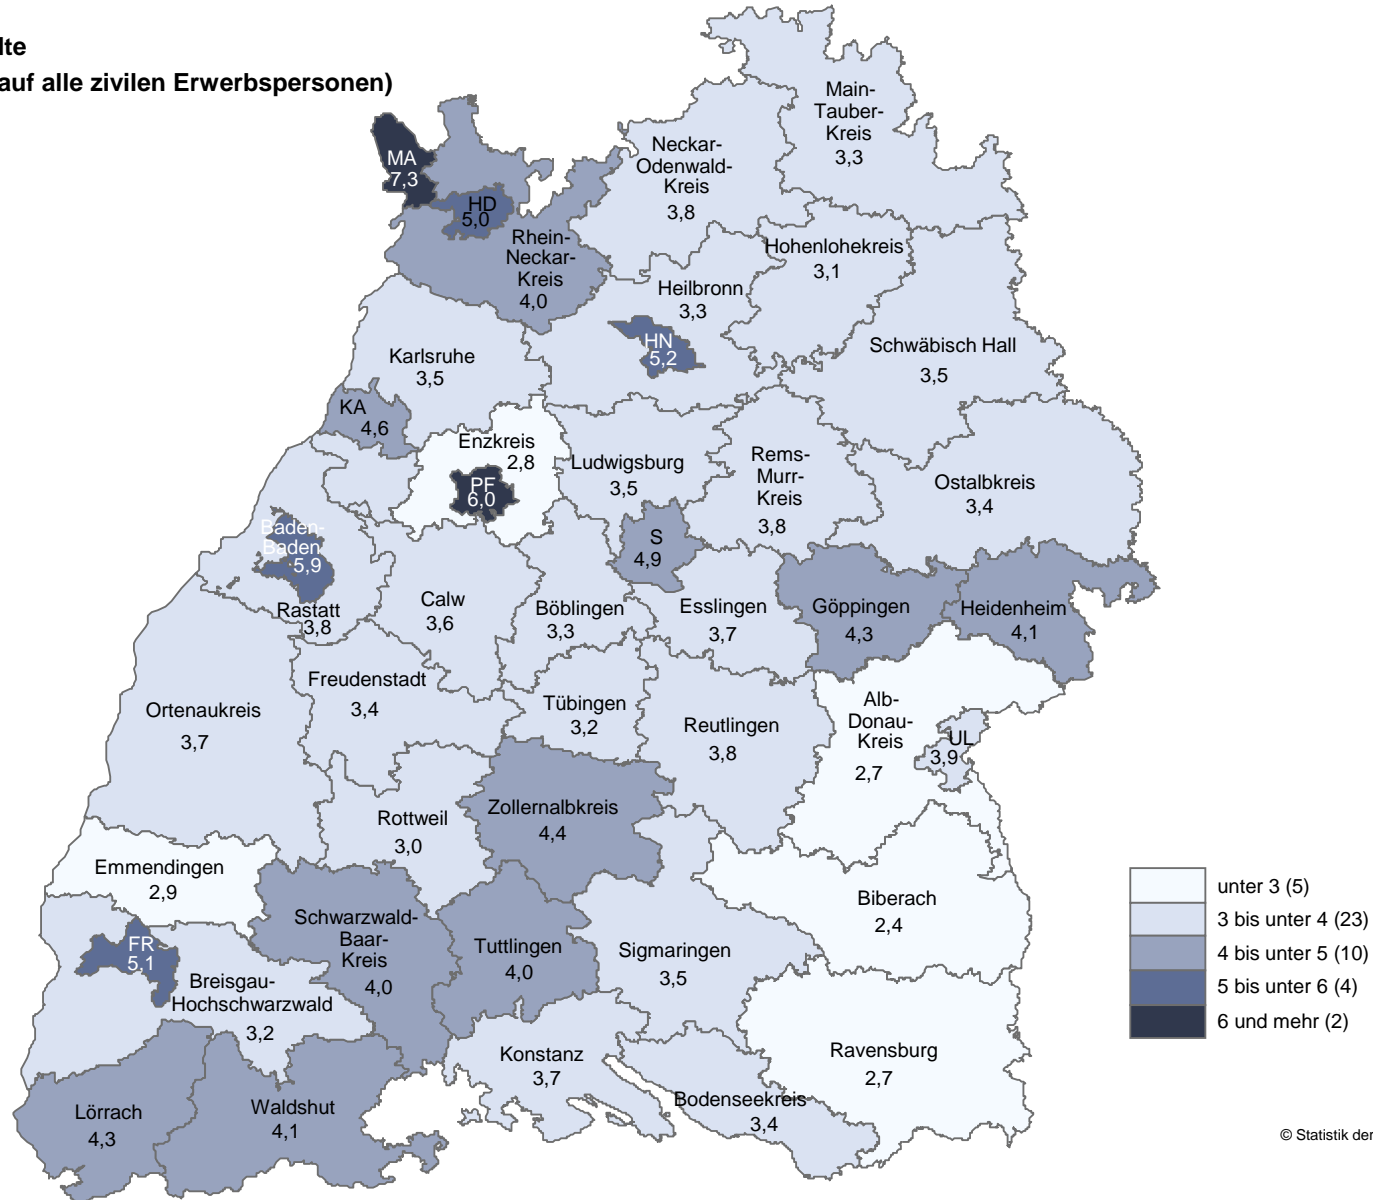 lte
auf alle zivilen Erwerbspersonen)
Main-
Tauber-
Kreis
3,3
MA
7,3
Neckar-
Odenwald-
Kreis
3,8
HD
5,0
Rhein-
Neckar-
Kreis
4,0
Hohenlohekreis
3,1
Heilbronn
3,3
HN
5,2
Schwäbisch Hall
3,5
Karlsruhe
3,5
KA
4,6
Enzkreis
2,8
PF
6,0
Ludwigsburg
3,5
Rems-
Murr-
Kreis
3,8
Ostalbkreis
3,4
Baden-
Baden
5,9
S
4,9
Rastatt
3,8
Calw
3,6
Böblingen
3,3
Esslingen
3,7
Göppingen
4,3
Heidenheim
4,1
Freudenstadt
3,4
Ortenaukreis
3,7
Tübingen
3,2
Reutlingen
3,8
Alb-
Donau-
Kreis
2,7
UL
3,9
Rottweil
3,0
Zollernalbkreis
4,4
Emmendingen
2,9
Biberach
2,4
Schwarzwald-
Baar-
Kreis
4,0
Tuttlingen
4,0
Sigmaringen
3,5
FR
5,1
Breisgau-
Hochschwarzwald
3,2
Konstanz
3,7
Ravensburg
2,7
Bodenseekreis
3,4
Lörrach
4,3
Waldshut
4,1
unter 3 (5)
3 bis unter 4 (23)
4 bis unter 5 (10)
5 bis unter 6 (4)
6 und mehr (2)
© Statistik der